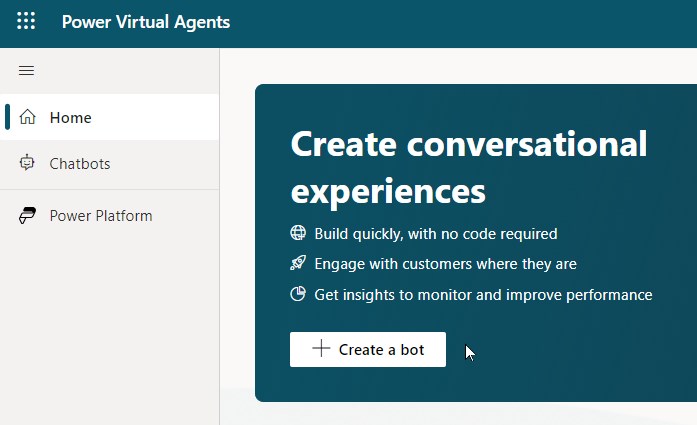 Power Virtual Agents
Home
Chatbots
Power Platform
Create conversational
experiences
Build quickly, with no code required
Engage with customers where they are
Get insights to monitor and improve performance
Create a bot